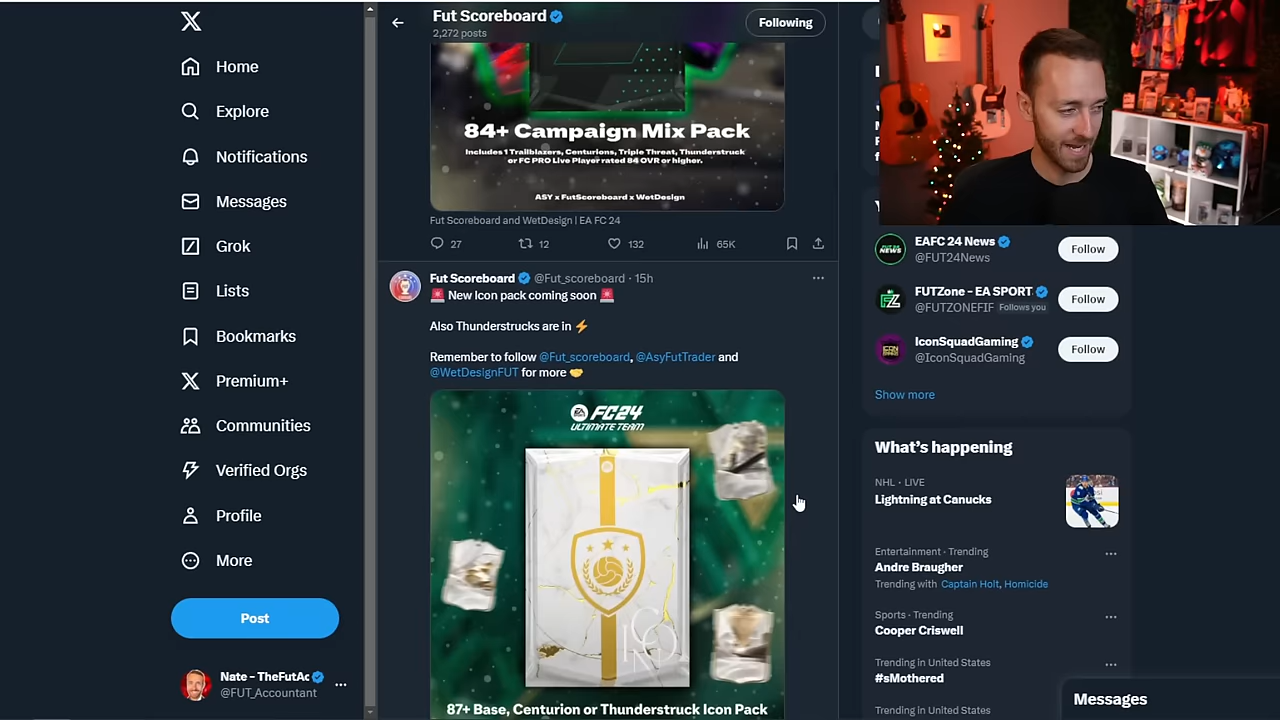 Home
Explore
Notifications
Messages
Grok
Lists
Bookmarks
Premium+
Communities
Verified Orgs
Profile
More
Post
Nate - TheFutAc
@FUT_Accountant
Fut Scoreboard
2,272 posts
Following
84+ Campaign Mix Pack
Includes 1 Trailblazers, Centurions, Triple Threat, Thunderstruck
or FC PRO Live Player rated 84 OVR or higher.
ASY x FutScoreboard x WetDesign
Fut Scoreboard and WetDesign | EA FC 24
27 12 132 65K
Fut Scoreboard @Fut_scoreboard · 15h
🚨 New Icon pack coming soon 🚨
Also Thunderstrucks are in ⚡
Remember to follow @Fut_scoreboard, @AsyFutTrader and
@WetDesignFUT for more 🤝
EA SPORTS FC24
ULTIMATE TEAM
ICON
87+ Base, Centurion or Thunderstruck Icon Pack
EAFC 24 News
@FUT24News
Follow
FUTZone - EA SPORT
@FUTZONEFIF Follows you
Follow
IconSquadGaming
@IconSquadGaming
Follow
Show more
What's happening
NHL · LIVE
Lightning at Canucks
Entertainment · Trending
Andre Braugher
Trending with Captain Holt, Homicide
Sports · Trending
Cooper Criswell
Trending in United States
#sMothered
Trending in United States
Messages